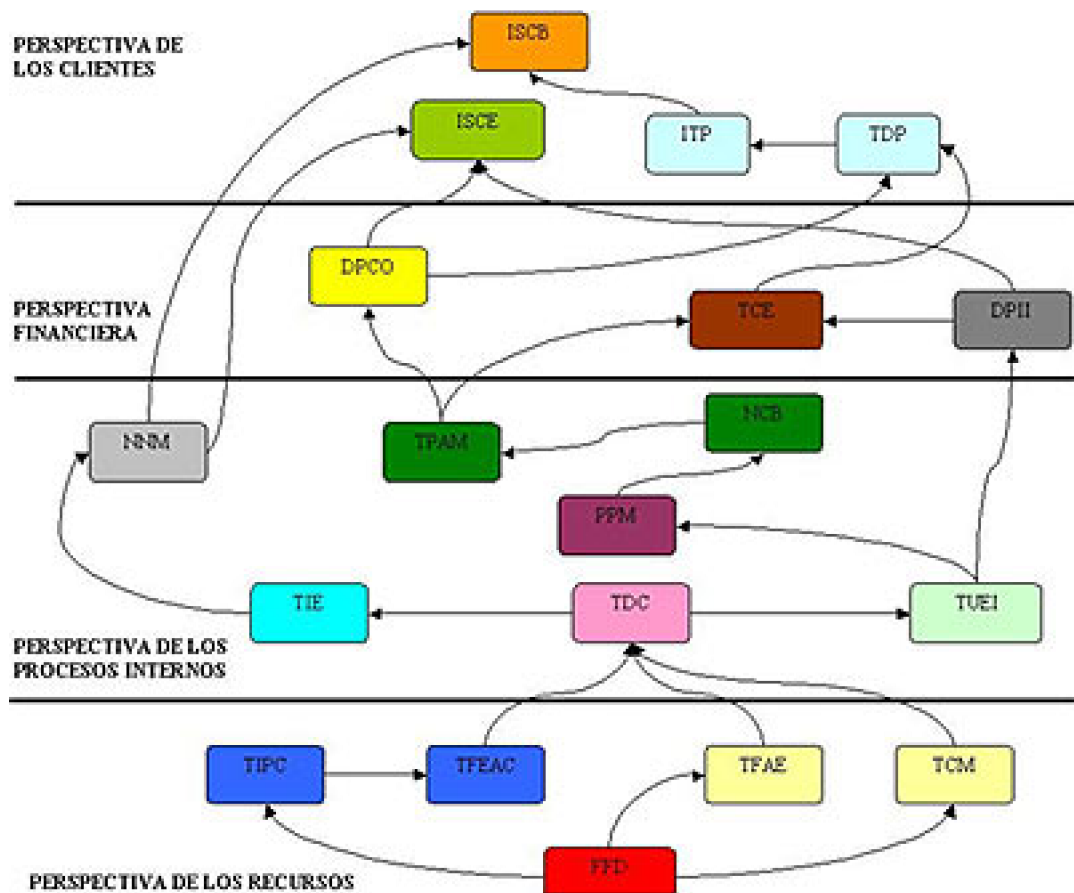 ISCB
PERSPECTIVA DE
LOS CLIENTES
ISCE
ITP
TDP
DPCO
PERSPECTIVA
FINANCIERA
TCE
DPII
NNM
TPAM
NCB
PPM
TIE
TDC
TUEI
PERSPECTIVA DE LOS
PROCESOS INTERNOS
TIPC
TFEAC
TFAE
TCM
FFD
PERSPECTIVA DE LOS RECURSOS